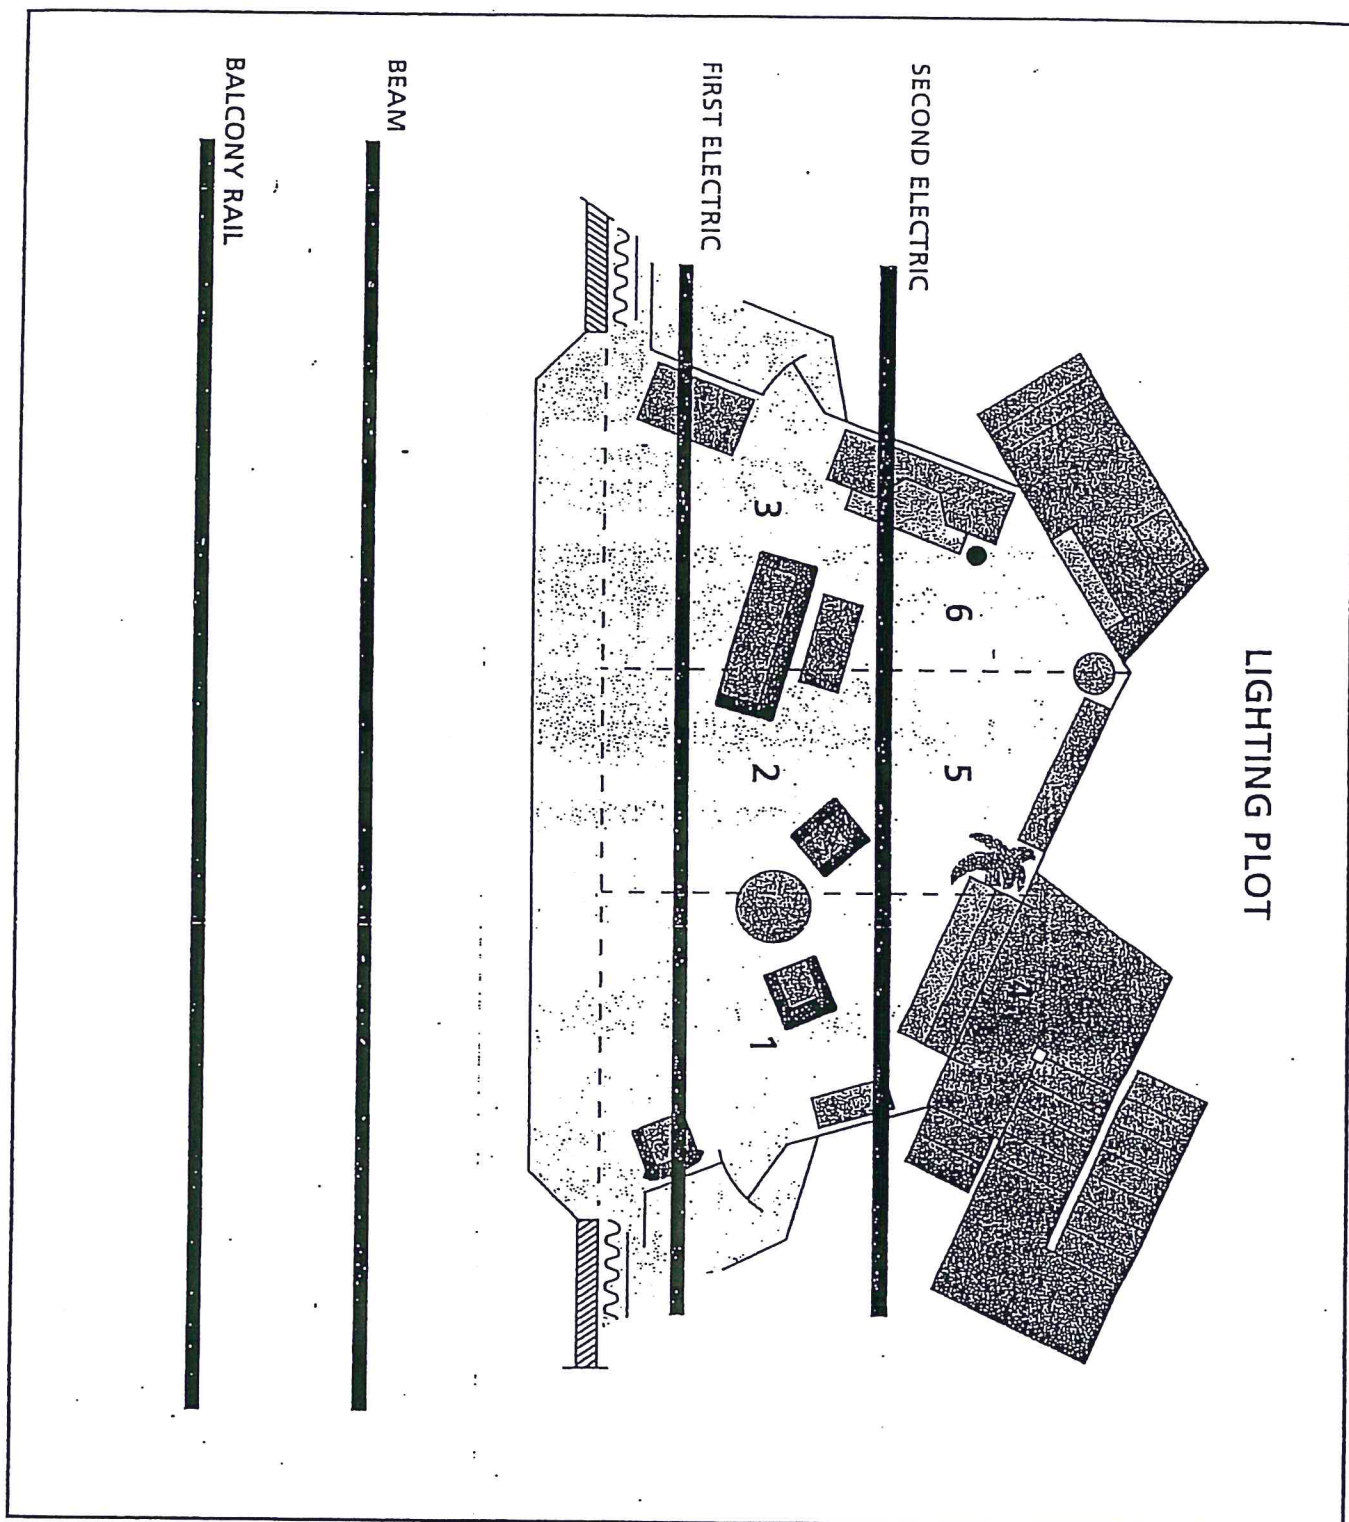 LIGHTING PLOT
6 5 4
SECOND ELECTRIC
3 2 1
FIRST ELECTRIC
BEAM
BALCONY RAIL